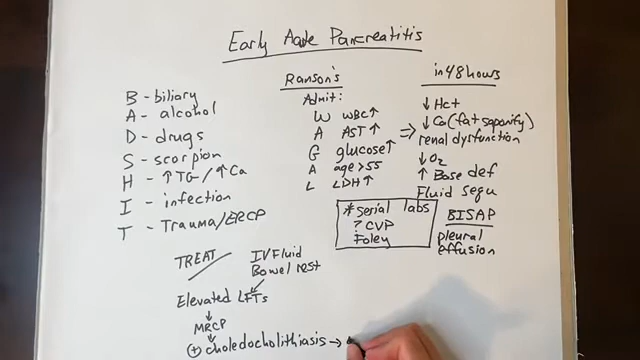 Early Acute Pancreatitis
B - biliary
A - alcohol
D - drugs
S - scorpion
H - ↑TG/↑Ca
I - infection
T - Trauma/ERCP
Ranson's
Admit:
W WBC↑
A AST↑
G glucose↑
A age>55
L LDH↑
⇒
in 48 hours
↓ Hct
↓ Ca (-fat saponify)
renal dysfunction
↓O2
↑ Base def
Fluid sequ
*serial labs
? CVP
Foley
BISAP
pleural
effusion
TREAT
IV Fluid
Bowel rest
Elevated LFTs
↓
MRCP
↓
(+) choledocholithiasis →